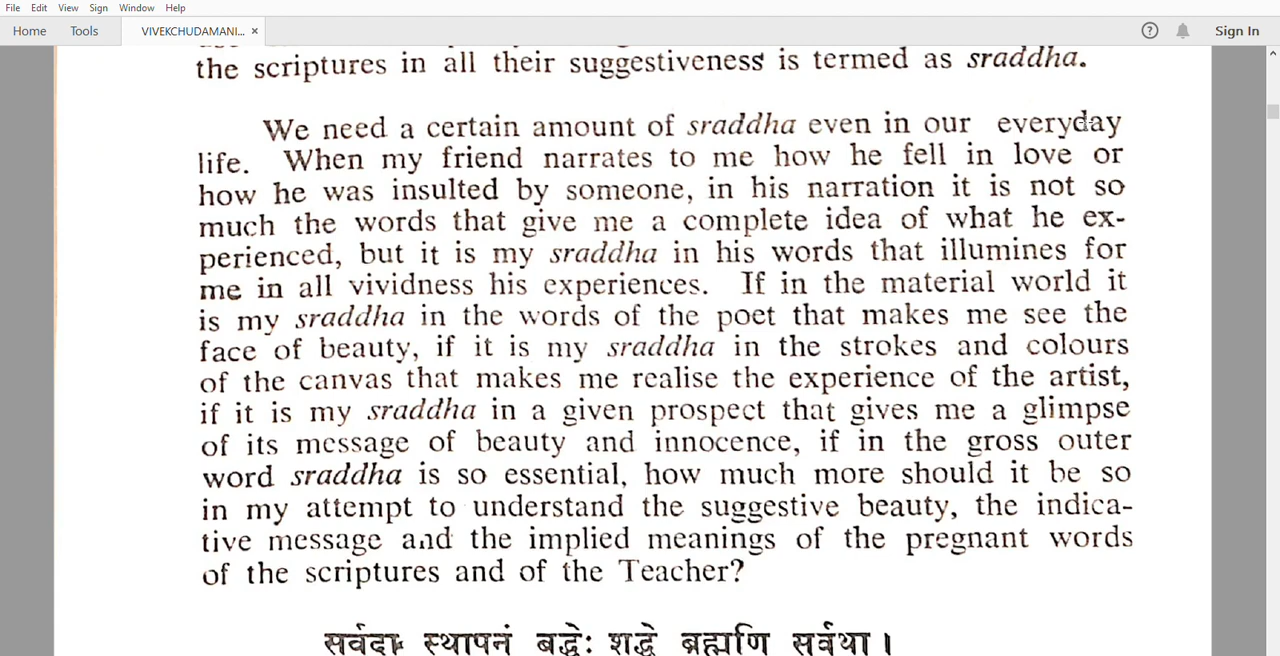 File Edit View Sign Window Help
Home Tools VIVEKCHUDAMANI... × ? Sign In
the scriptures in all their suggestiveness is termed as sraddha.
We need a certain amount of sraddha even in our everyday
life. When my friend narrates to me how he fell in love or
how he was insulted by someone, in his narration it is not so
much the words that give me a complete idea of what he ex-
perienced, but it is my sraddha in his words that illumines for
me in all vividness his experiences. If in the material world it
is my sraddha in the words of the poet that makes me see the
face of beauty, if it is my sraddha in the strokes and colours
of the canvas that makes me realise the experience of the artist,
if it is my sraddha in a given prospect that gives me a glimpse
of its message of beauty and innocence, if in the gross outer
word sraddha is so essential, how much more should it be so
in my attempt to understand the suggestive beauty, the indica-
tive message and the implied meanings of the pregnant words
of the scriptures and of the Teacher?
सर्वदा स्थापनं बद्धेः शद्धे ब्रह्मणि सर्वथा ।